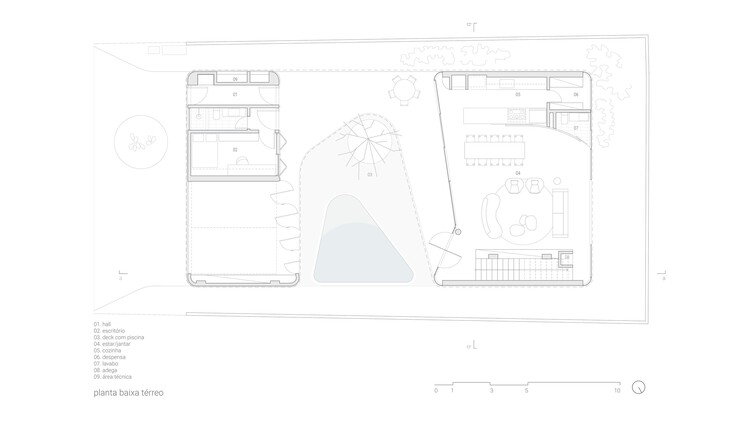 09
01
05
06
07
02
03
04
08
01. hall
02. escritório
03. deck com piscina
04. estar/jantar
05. cozinha
06. despensa
07. lavabo
08. adega
09. área técnica
planta baixa térreo
0 1 3 5 10